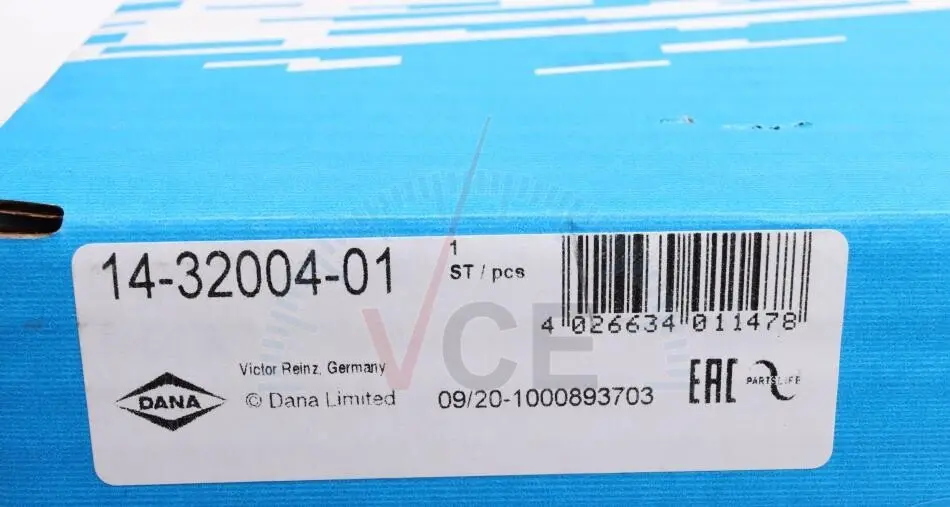 14-32004-01
1
ST / pcs
4 026634 011478
VCE
Victor Reinz, Germany
DANA
© Dana Limited
09/20-1000893703
EAC
PARTSLIFE